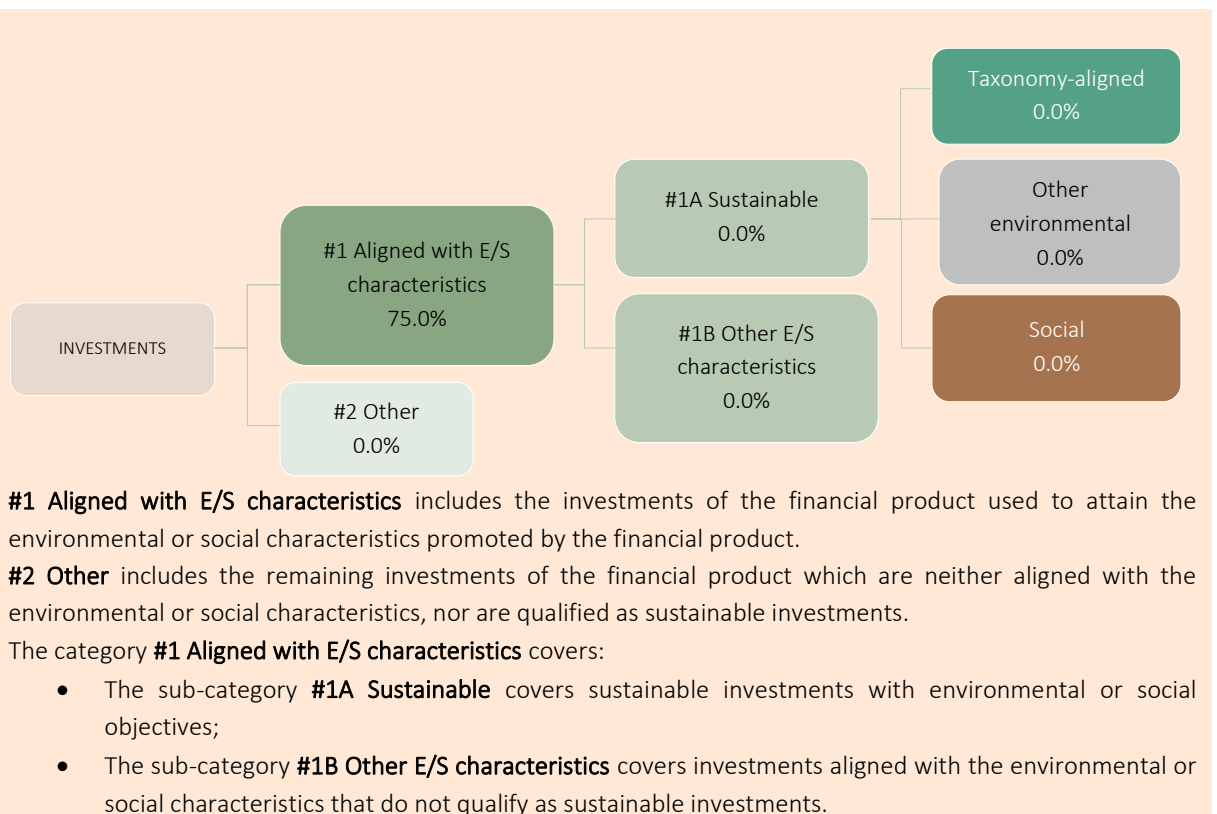 INVESTMENTS
#1 Aligned with E/S
characteristics
75.0%
#2 Other
0.0%
#1A Sustainable
0.0%
#1B Other E/S
characteristics
0.0%
Taxonomy-aligned
0.0%
Other
environmental
0.0%
Social
0.0%
#1 Aligned with E/S characteristics includes the investments of the financial product used to attain the
environmental or social characteristics promoted by the financial product.
#2 Other includes the remaining investments of the financial product which are neither aligned with the
environmental or social characteristics, nor are qualified as sustainable investments.
The category #1 Aligned with E/S characteristics covers:
• The sub-category #1A Sustainable covers sustainable investments with environmental or social
objectives;
• The sub-category #1B Other E/S characteristics covers investments aligned with the environmental or
social characteristics that do not qualify as sustainable investments.